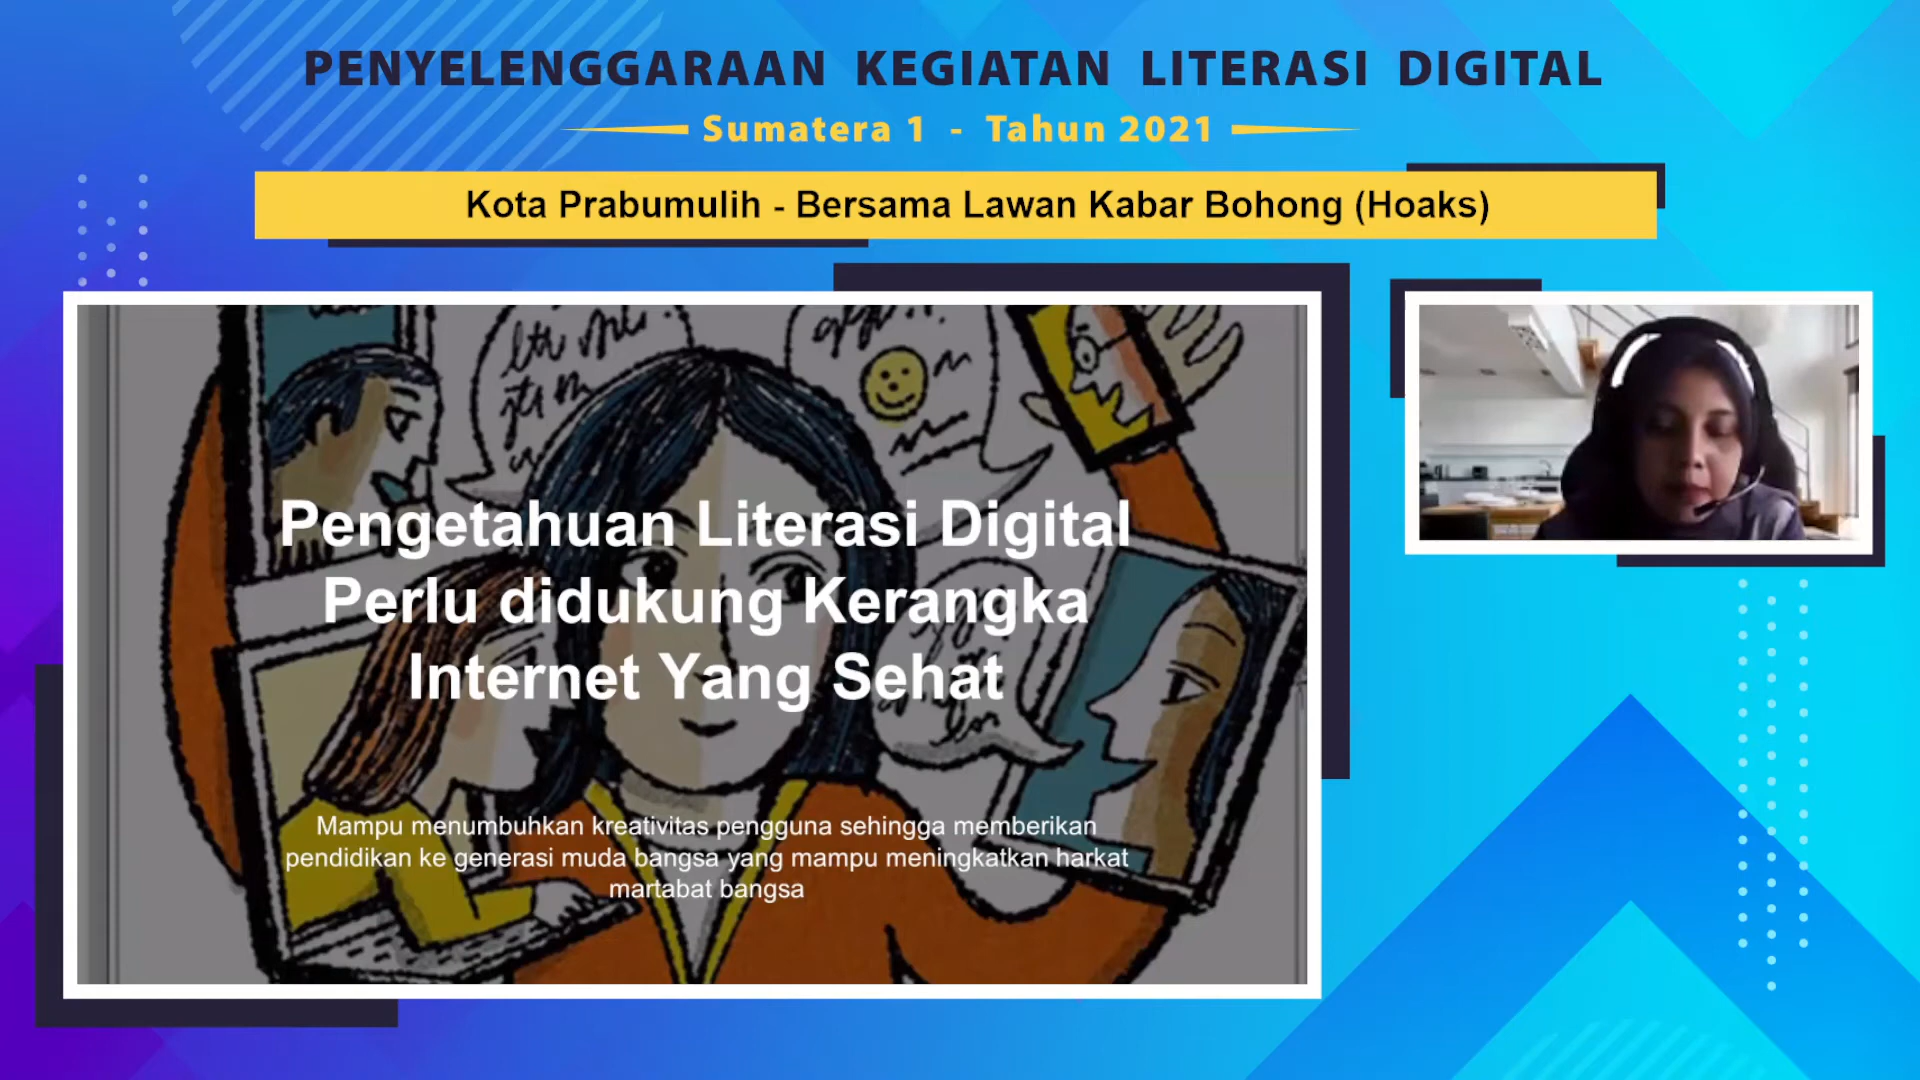 PENYELENGGARAAN KEGIATAN LITERASI DIGITAL
Sumatera 1 - Tahun 2021
Kota Prabumulih - Bersama Lawan Kabar Bohong (Hoaks)
Pengetahuan Literasi Digital
Perlu didukung Kerangka
Internet Yang Sehat
Mampu menumbuhkan kreativitas pengguna sehingga memberikan
pendidikan ke generasi muda bangsa yang mampu meningkatkan harkat
martabat bangsa